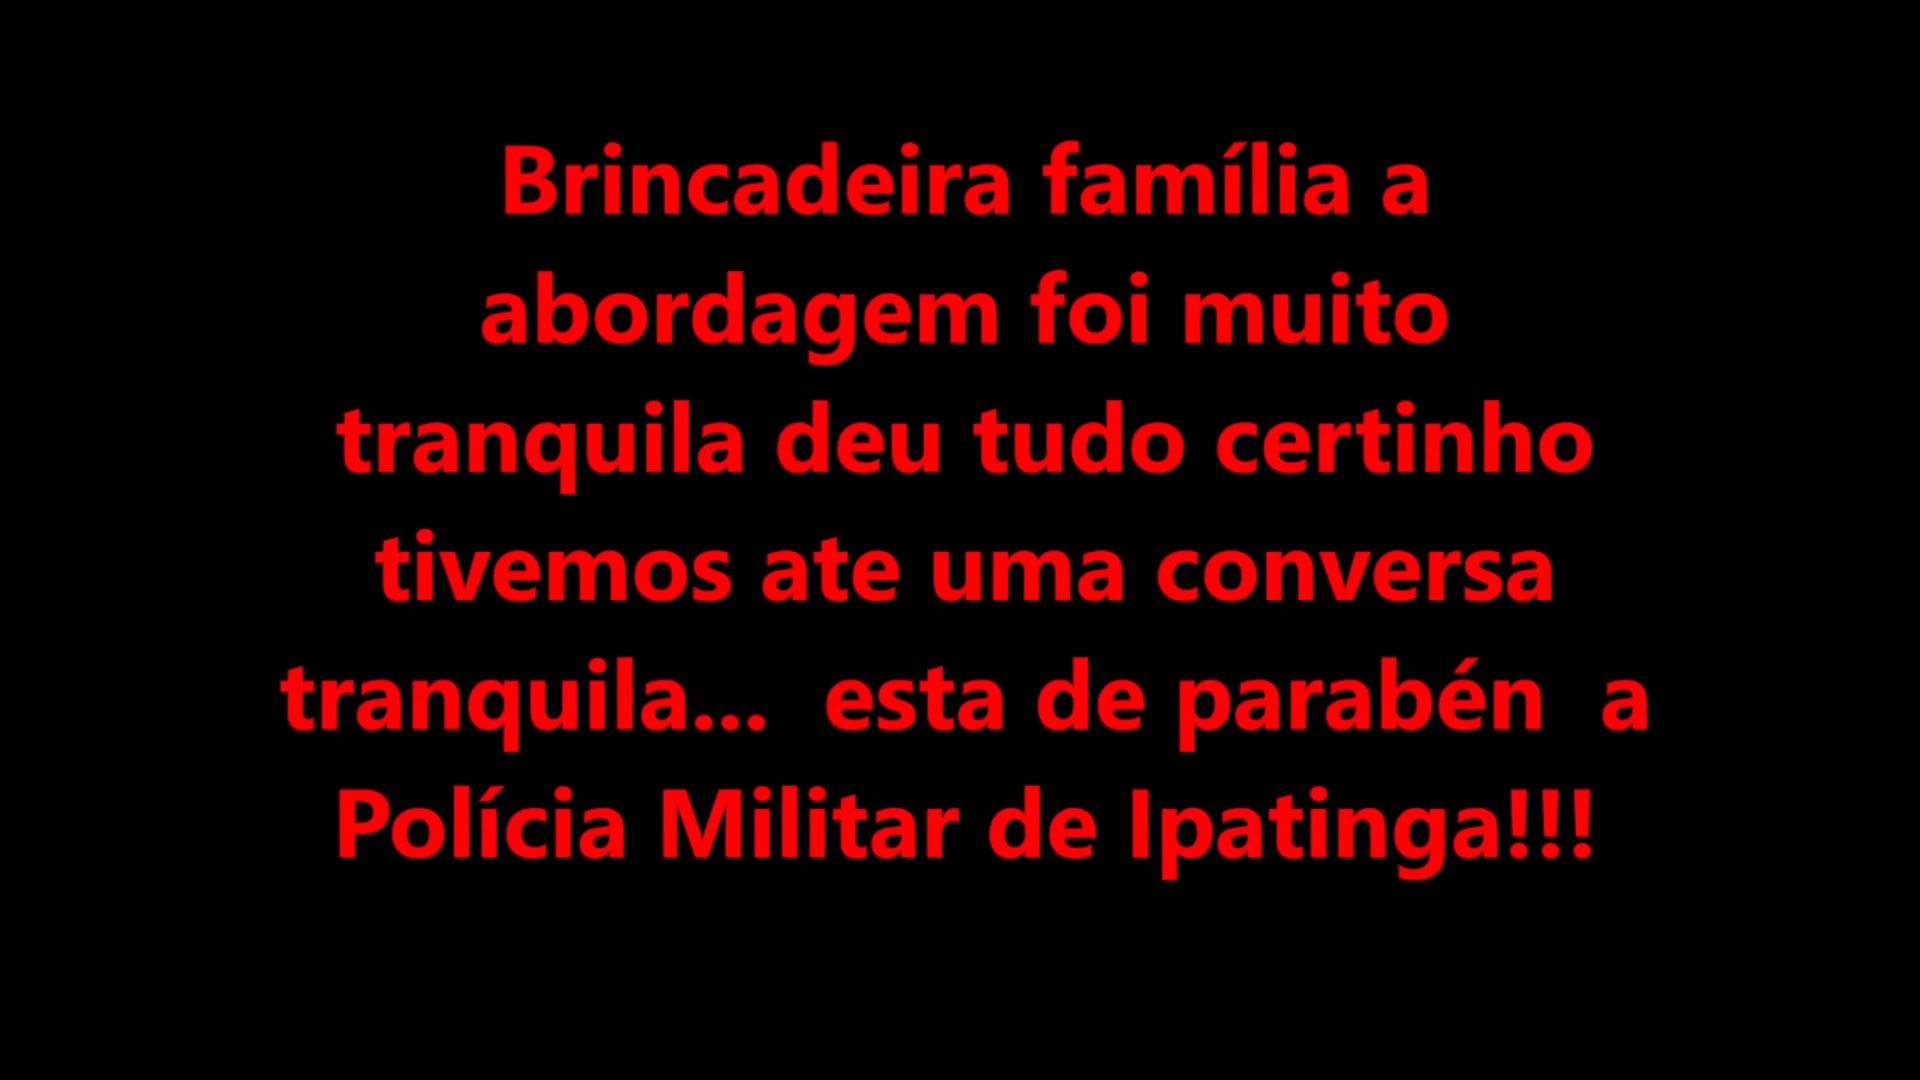 Brincadeira família a
abordagem foi muito
tranquila deu tudo certinho
tivemos ate uma conversa
tranquila...  esta de parabén  a
Polícia Militar de Ipatinga!!!